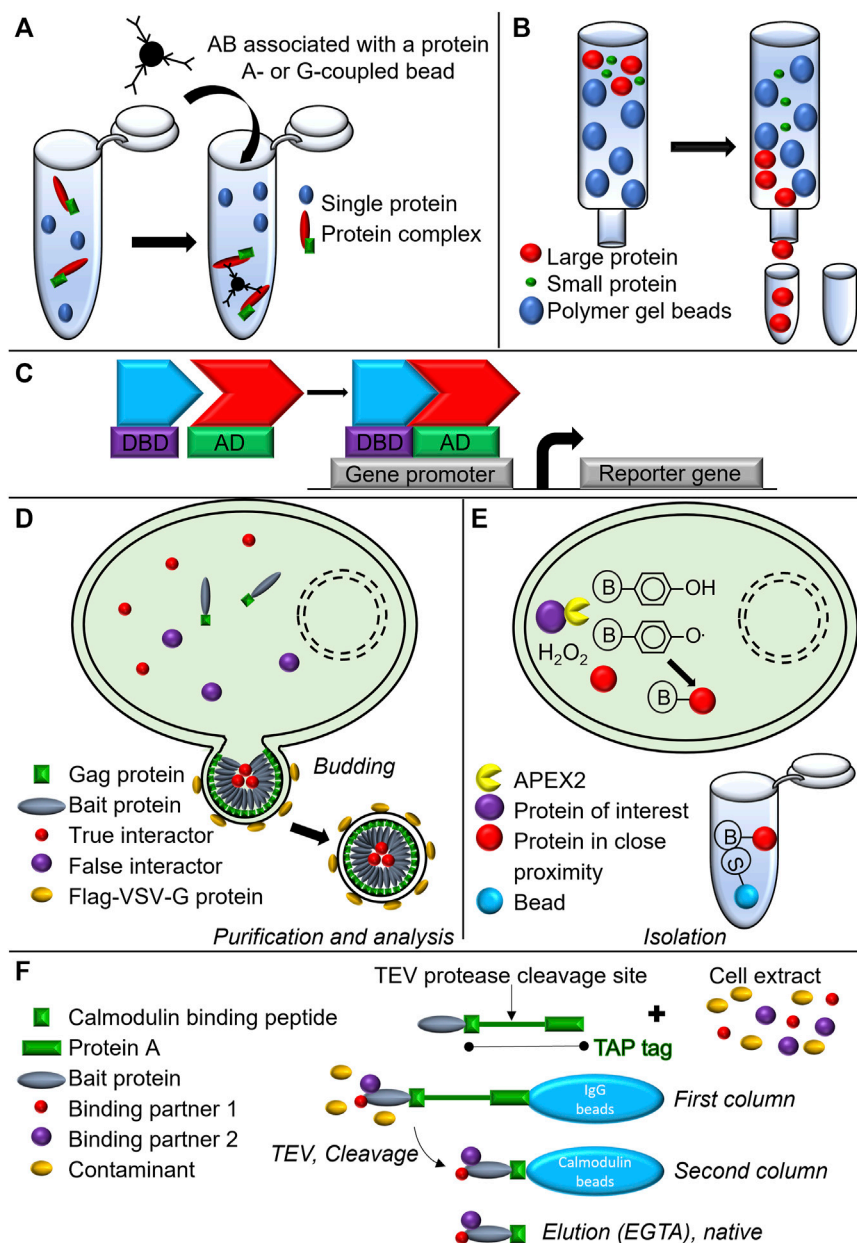 A
AB associated with a protein
A- or G-coupled bead
Single protein
Protein complex
B
Large protein
Small protein
Polymer gel beads
C
DBD
AD
DBD
AD
Gene promoter
Reporter gene
D
Budding
Gag protein
Bait protein
True interactor
False interactor
Flag-VSV-G protein
Purification and analysis
E
B
OH
B
O·
H₂O₂
B
APEX2
Protein of interest
Protein in close
proximity
Bead
B
S
Isolation
F
TEV protease cleavage site
Cell extract
+
TAP tag
Calmodulin binding peptide
Protein A
Bait protein
Binding partner 1
Binding partner 2
Contaminant
IgG
beads
First column
TEV, Cleavage
Calmodulin
beads
Second column
Elution (EGTA), native